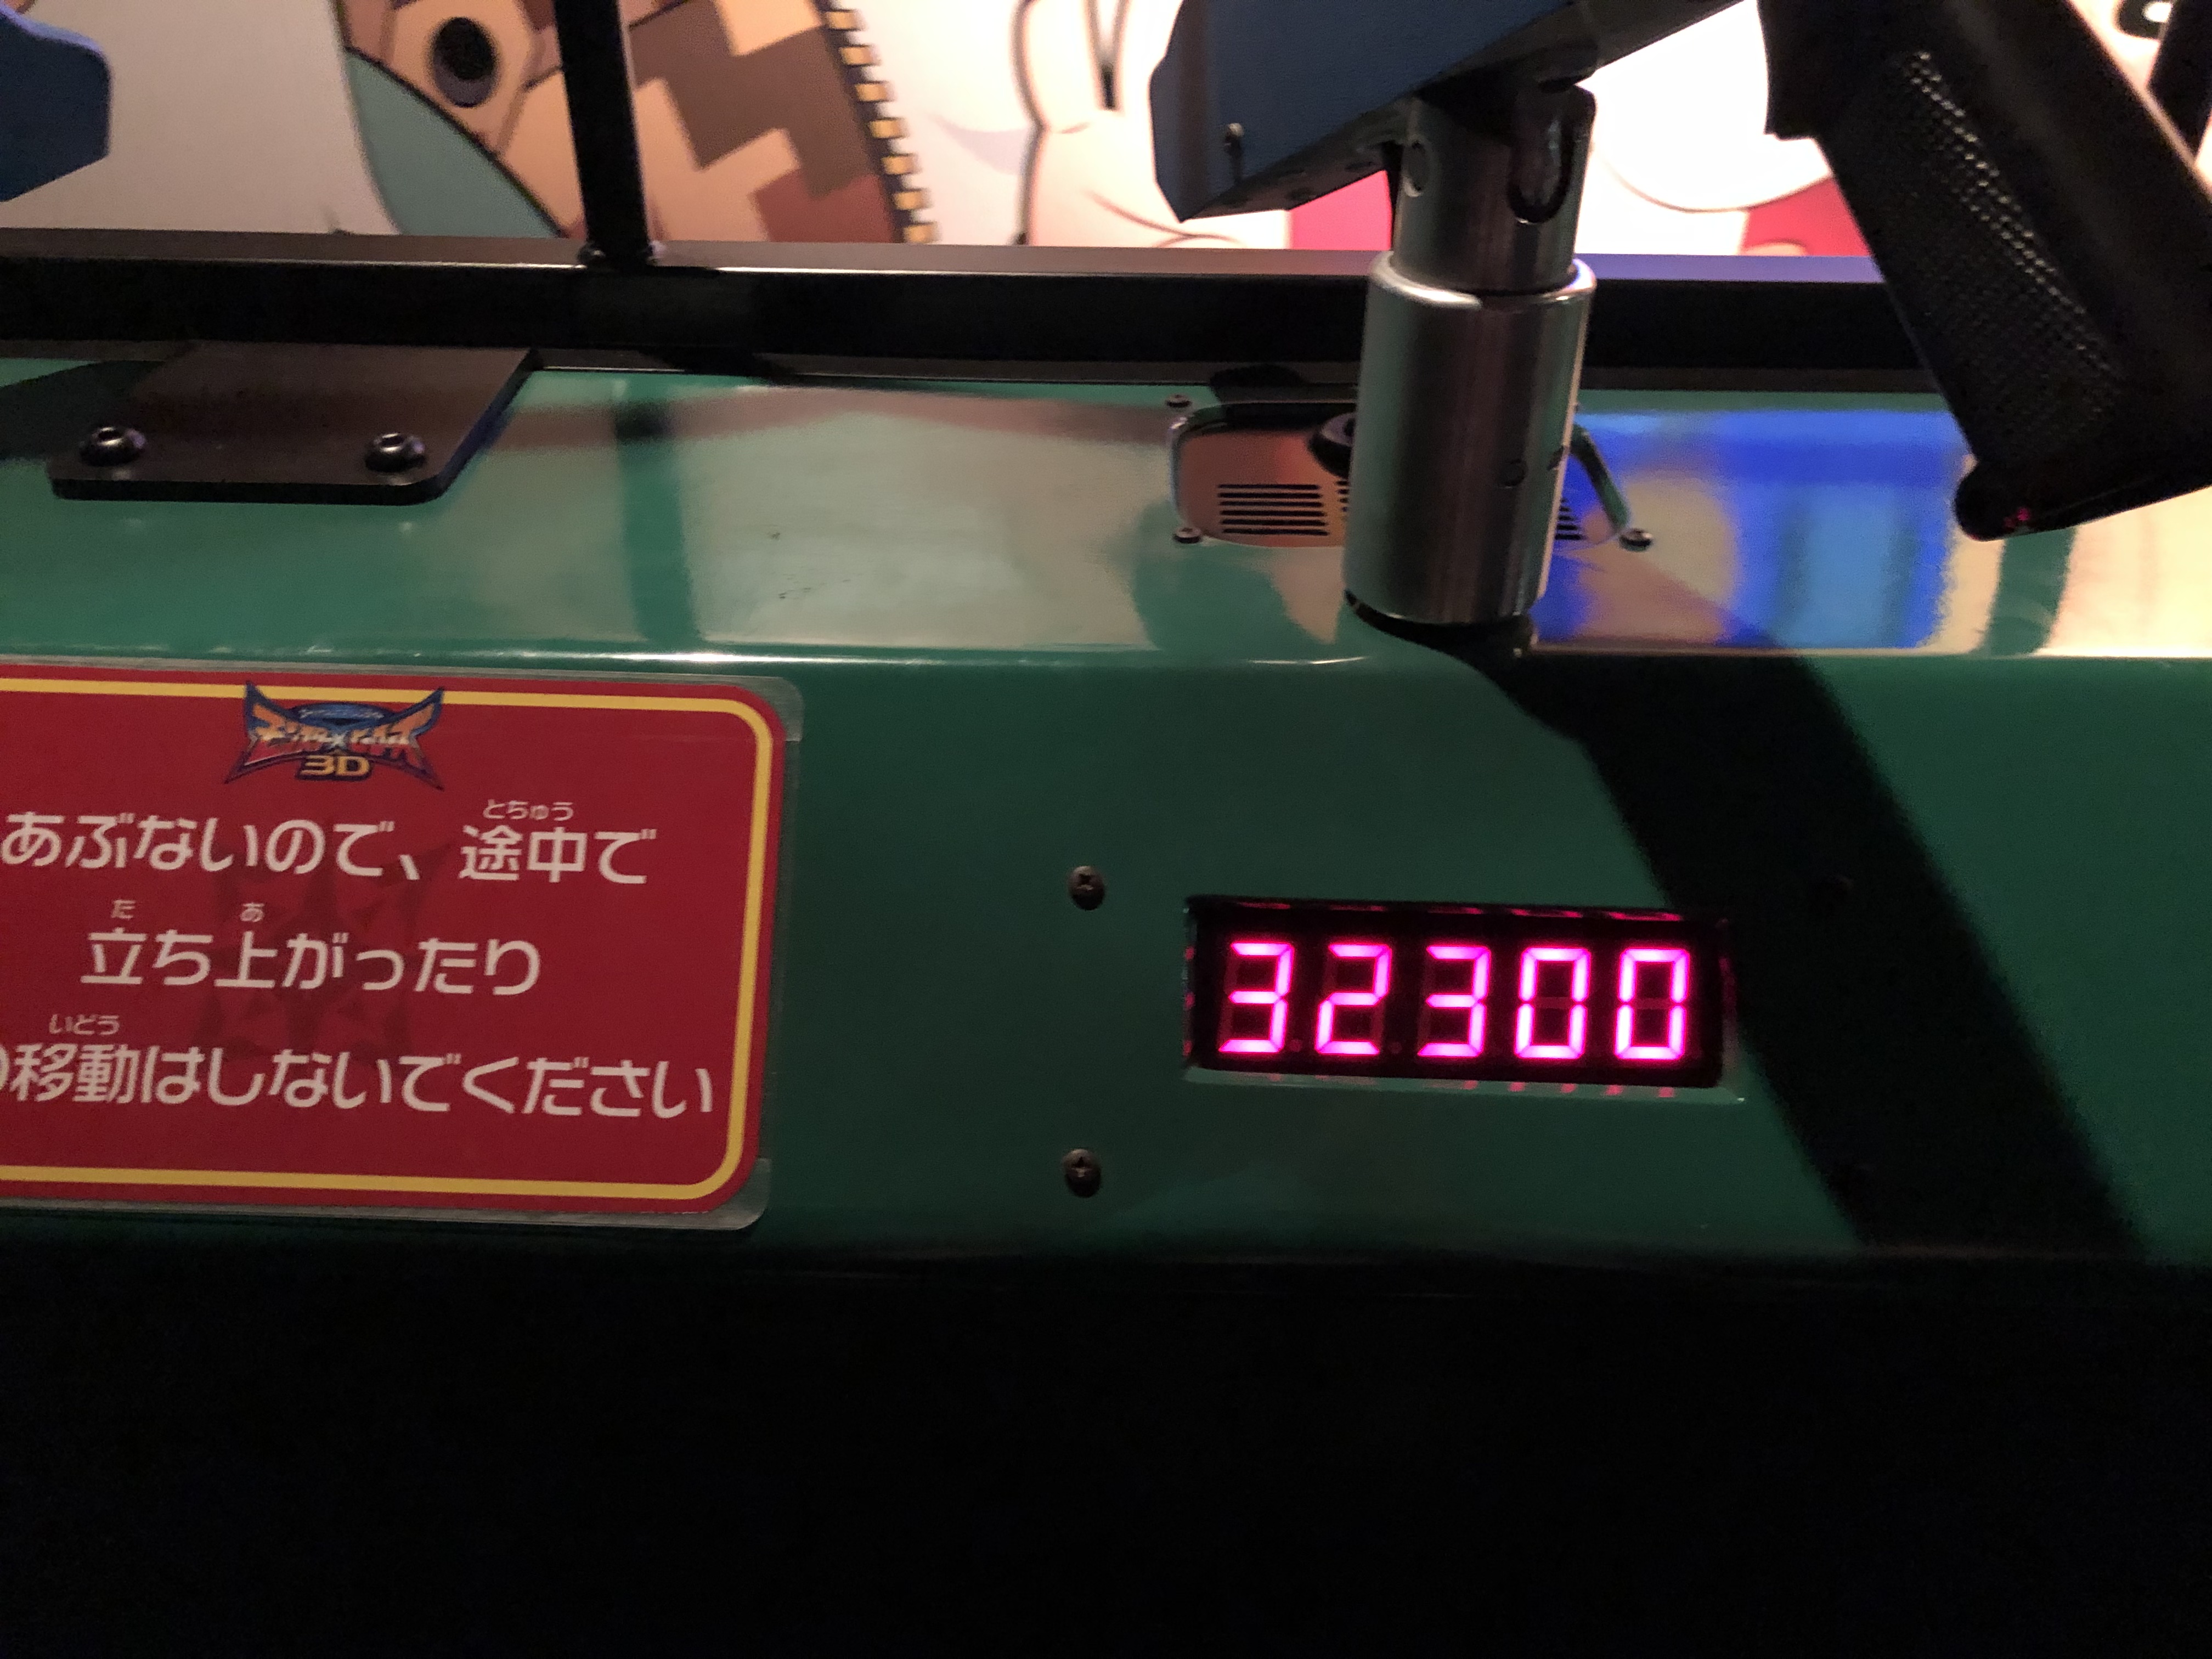 3D
あぶないので、途中で
とちゅう
立ち上がったり
た あ
移動はしないでください
いどう
32300